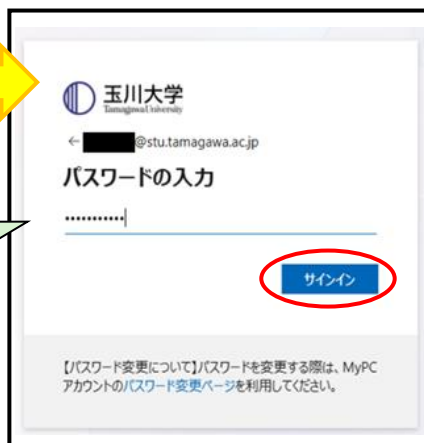 玉川大学
Tamagawa University
← @stu.tamagawa.ac.jp
パスワードの入力
•••••••••••
サインイン
【パスワード変更について】パスワードを変更する際は、MyPC
アカウントのパスワード変更ページを利用してください。